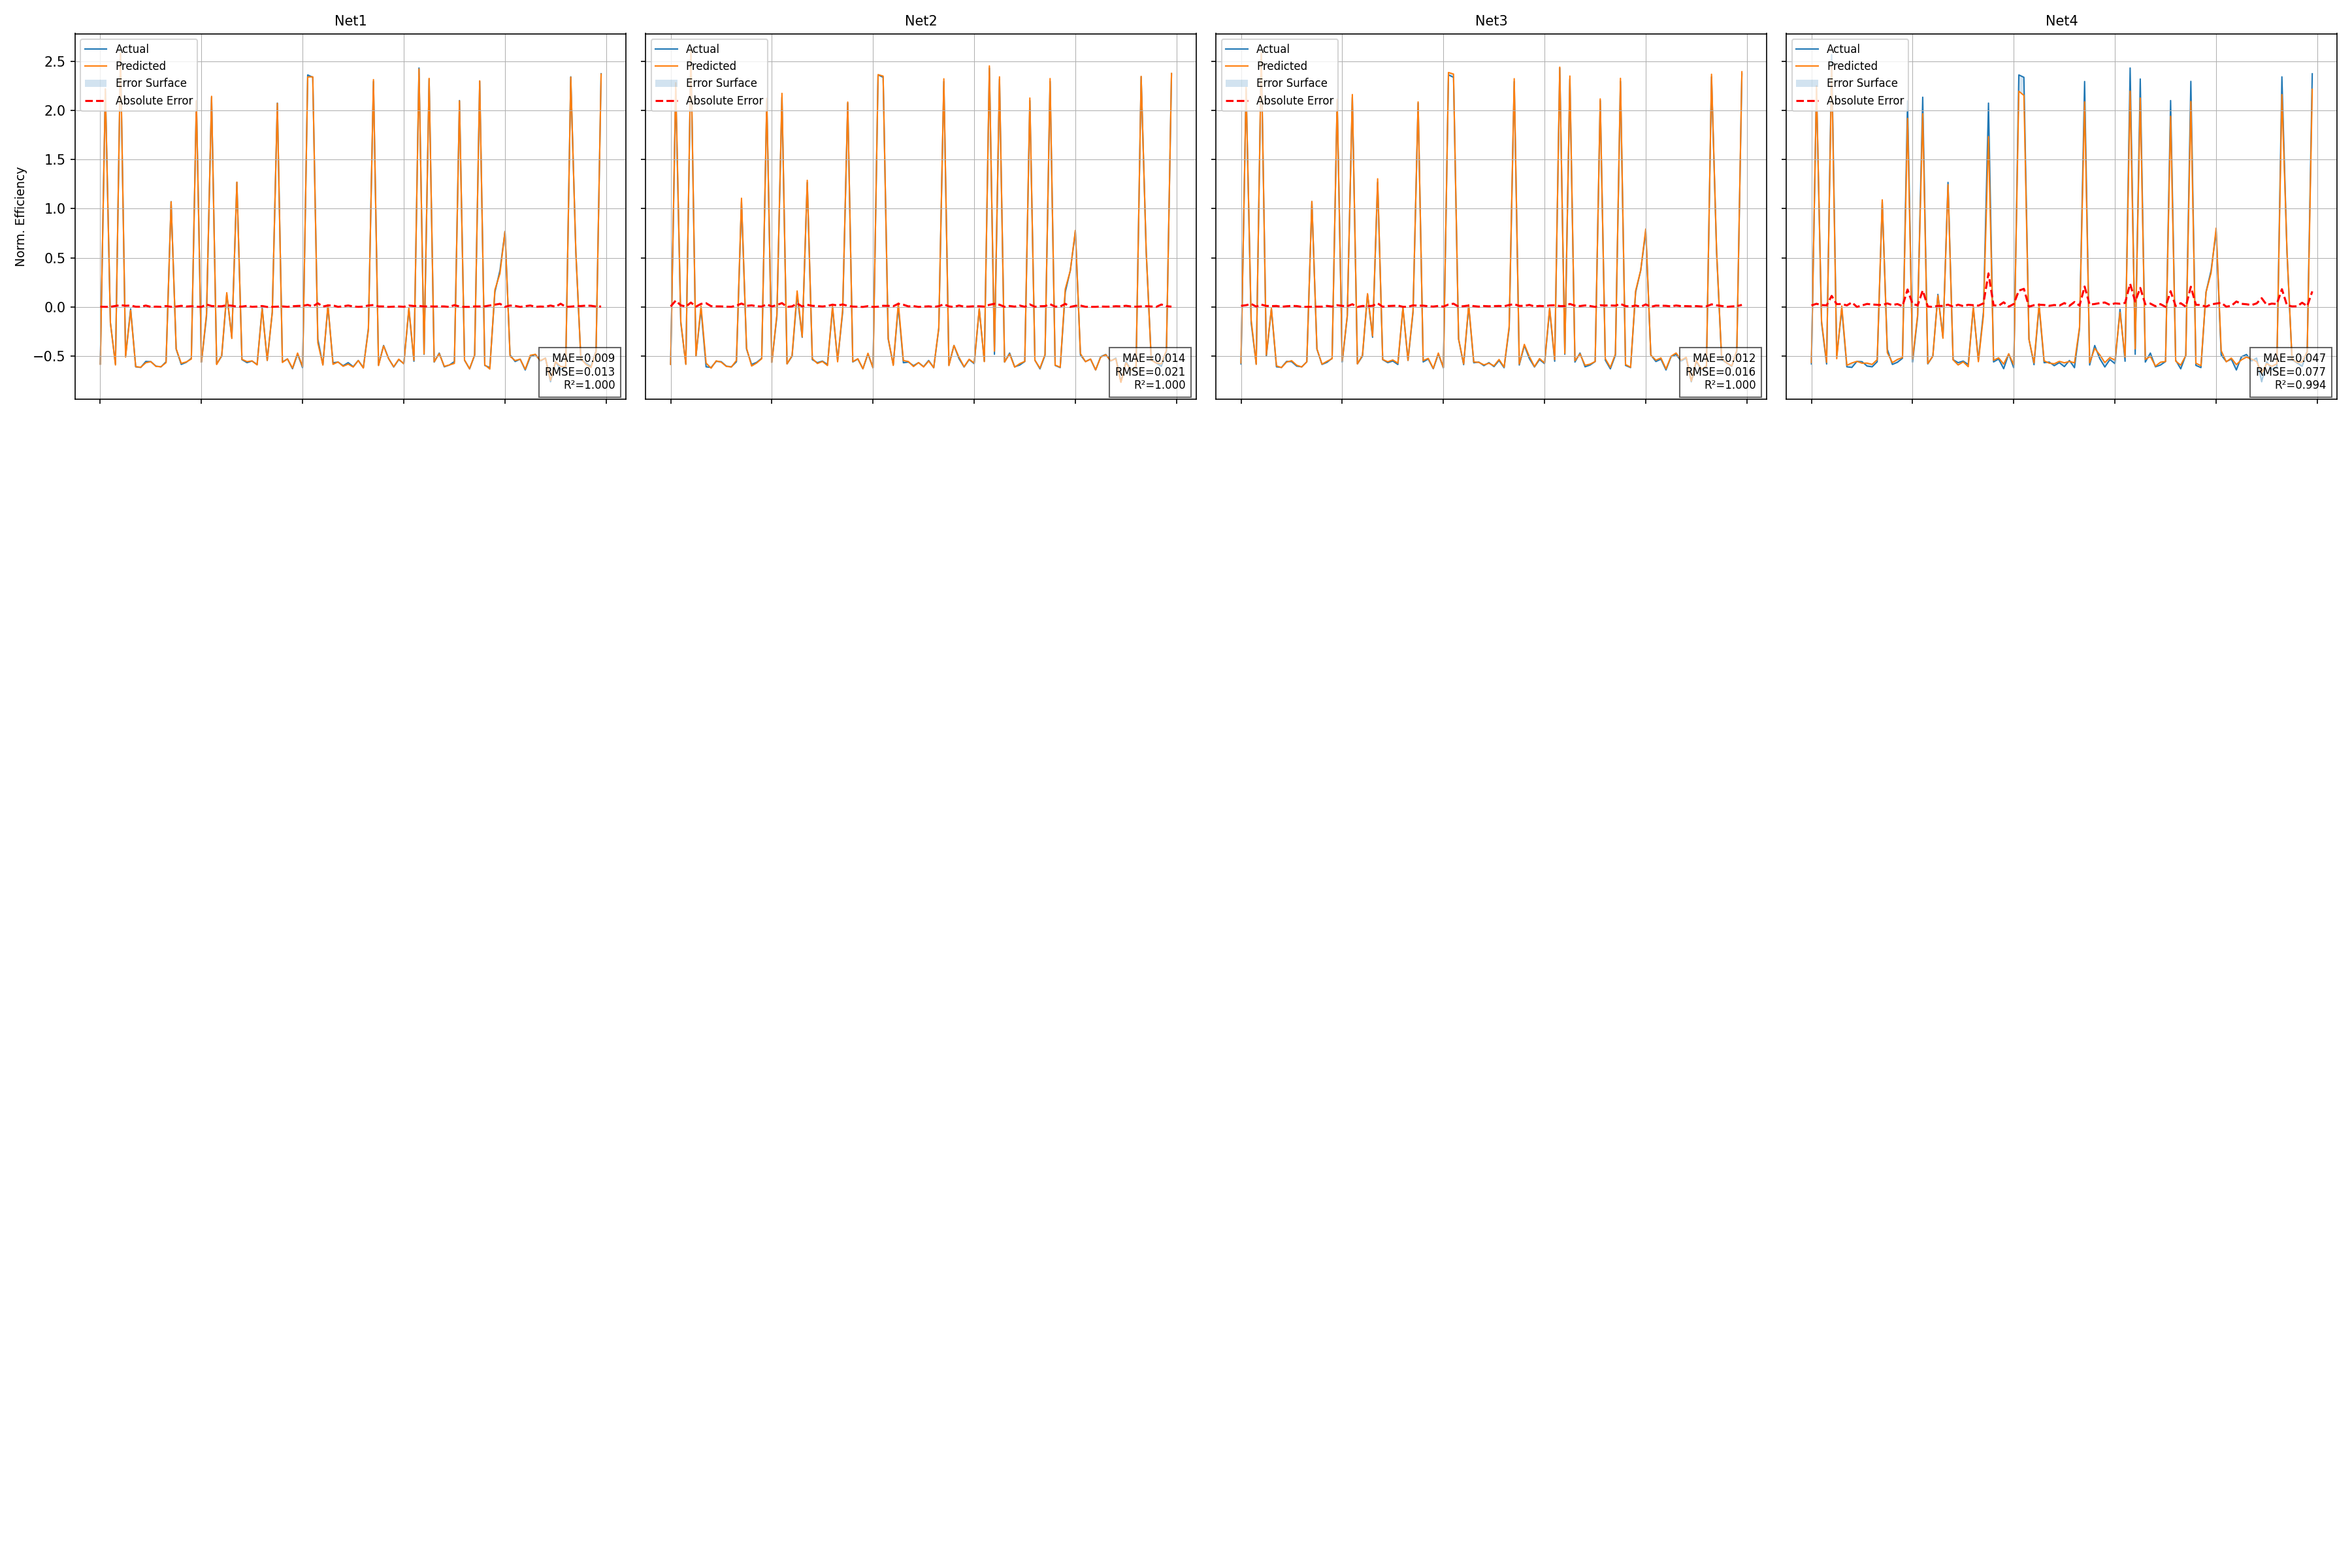 Net1
Net2
Net3
Net4
Actual
Predicted
Error Surface
Absolute Error
Actual
Predicted
Error Surface
Absolute Error
Actual
Predicted
Error Surface
Absolute Error
Actual
Predicted
Error Surface
Absolute Error
Norm. Efficiency
2.5
2.0
1.5
1.0
0.5
0.0
−0.5
MAE=0.009
RMSE=0.013
R²=1.000
MAE=0.014
RMSE=0.021
R²=1.000
MAE=0.012
RMSE=0.016
R²=1.000
MAE=0.047
RMSE=0.077
R²=0.994